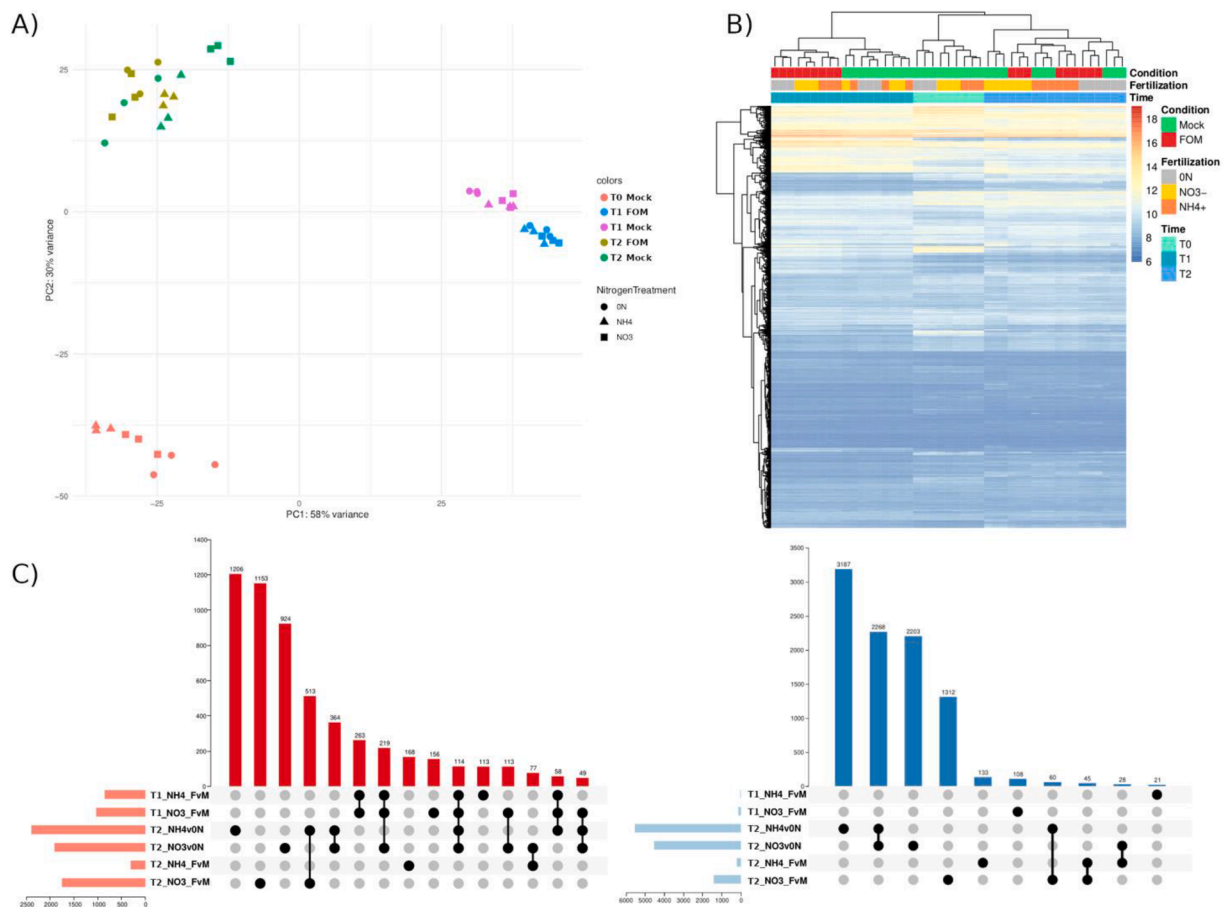 A)
25
0
-25
-50
PC2: 30% variance
-25
0
25
PC1: 58% variance
colors
T0 Mock
T1 FOM
T1 Mock
T2 FOM
T2 Mock
NitrogenTreatment
0N
NH4
NO3
B)
Condition
Fertilization
Time
18
16
14
12
10
8
6
Condition
Mock
FOM
Fertilization
0N
NO3-
NH4+
Time
T0
T1
T2
C)
1400
1200
1000
800
600
400
200
0
1206
1153
924
513
364
263
219
168
156
114
113
113
77
58
49
T1_NH4_FvM
T1_NO3_FvM
T2_NH4v0N
T2_NO3v0N
T2_NH4_FvM
T2_NO3_FvM
2500
2000
1500
1000
500
0
3500
3000
2500
2000
1500
1000
500
0
3187
2268
2203
1312
133
108
60
45
28
21
T1_NH4_FvM
T1_NO3_FvM
T2_NH4v0N
T2_NO3v0N
T2_NH4_FvM
T2_NO3_FvM
6000
5000
4000
3000
2000
1000
0